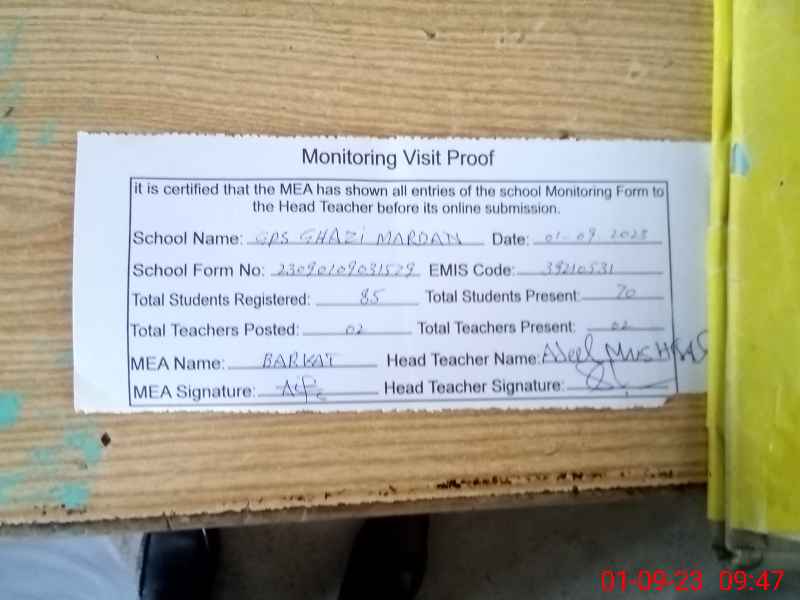 Monitoring Visit Proof
it is certified that the MEA has shown all entries of the school Monitoring Form to
the Head Teacher before its online submission.
School Name: GPS GHAZI MARDAN Date: 01-09-2023
School Form No: 23090109031529 EMIS Code: 39210531
Total Students Registered: 85 Total Students Present: 70
Total Teachers Posted: 02 Total Teachers Present: 02
MEA Name: BARKAT Head Teacher Name:
MEA Signature: Head Teacher Signature:
01-09-23 09:47